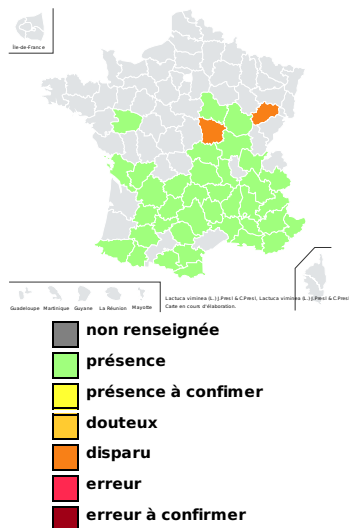 Île-de-France
Guadeloupe Martinique Guyane La Réunion Mayotte
Lactuca viminea (L.) J.Presl & C.Presl, Lactuca viminea (L.) J.Presl & C.Presl
Carte en cours d'élaboration.
non renseignée
présence
présence à confimer
douteux
disparu
erreur
erreur à confirmer